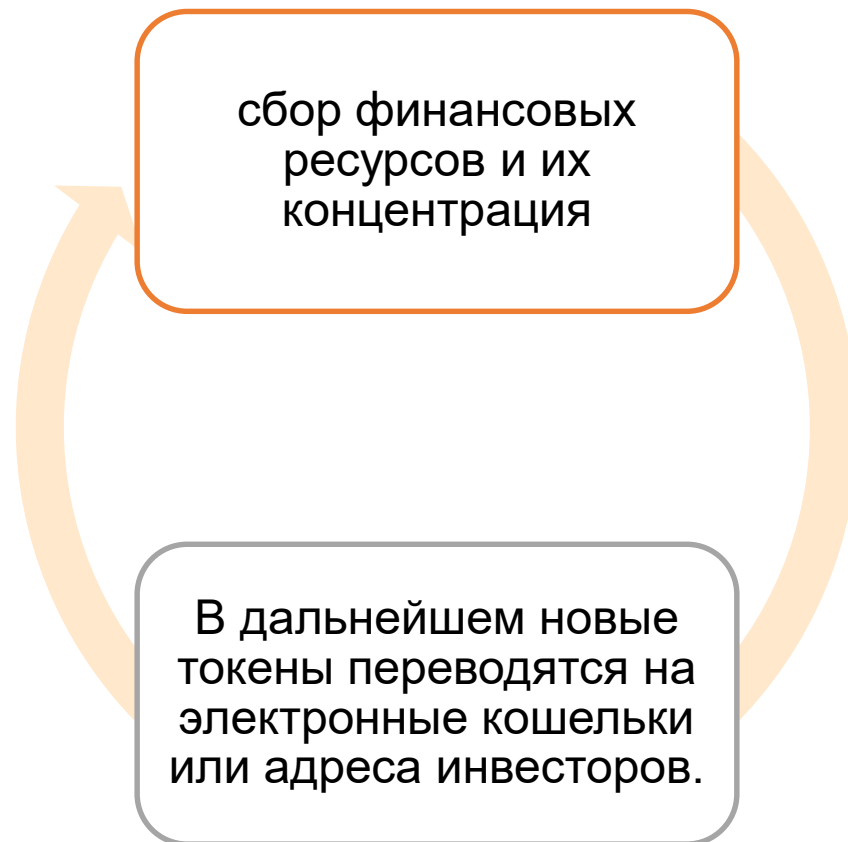 сбор финансовых
ресурсов и их
концентрация
В дальнейшем новые
токены переводятся на
электронные кошельки
или адреса инвесторов.